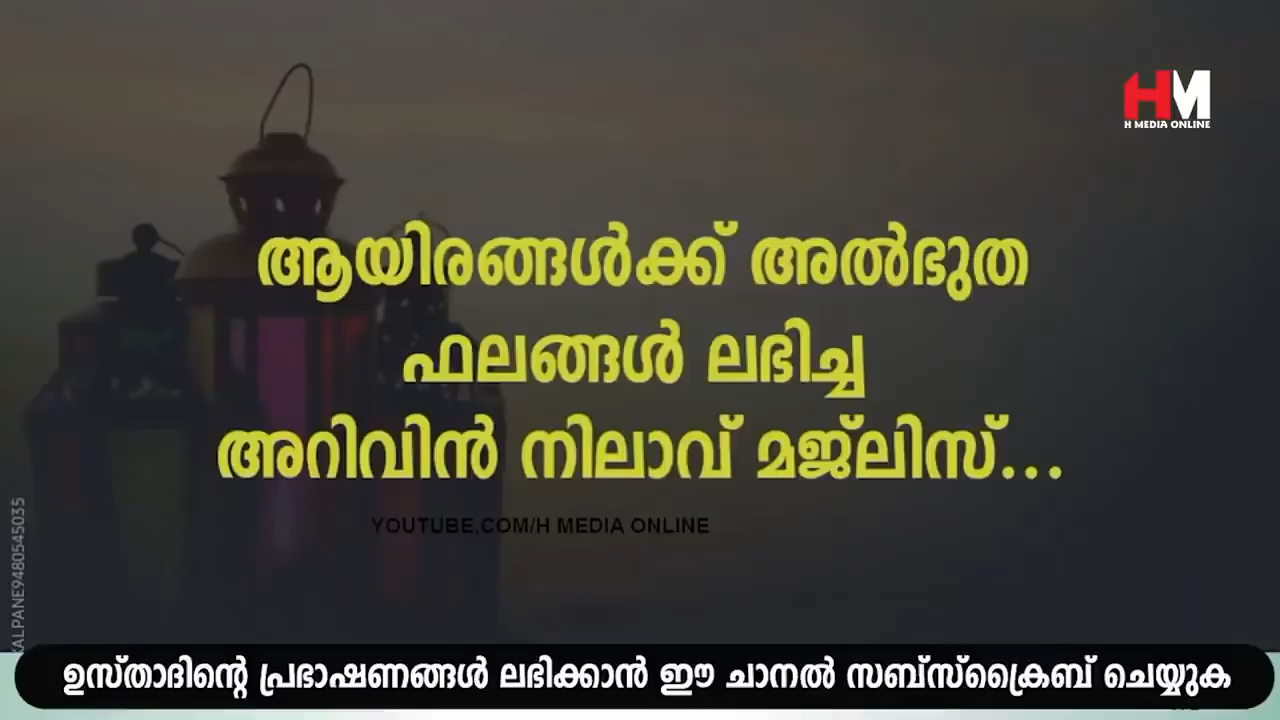 HM
H MEDIA ONLINE
ആയിരങ്ങൾക്ക് അൽഭുത
ഫലങ്ങൾ ലഭിച്ച
അറിവിൻ നിലാവ് മജ്‌ലിസ്...
YOUTUBE.COM/H MEDIA ONLINE
ഉസ്താദിന്റെ പ്രഭാഷണങ്ങൾ ലഭിക്കാൻ ഈ ചാനൽ സബ്സ്ക്രൈബ് ചെയ്യുക